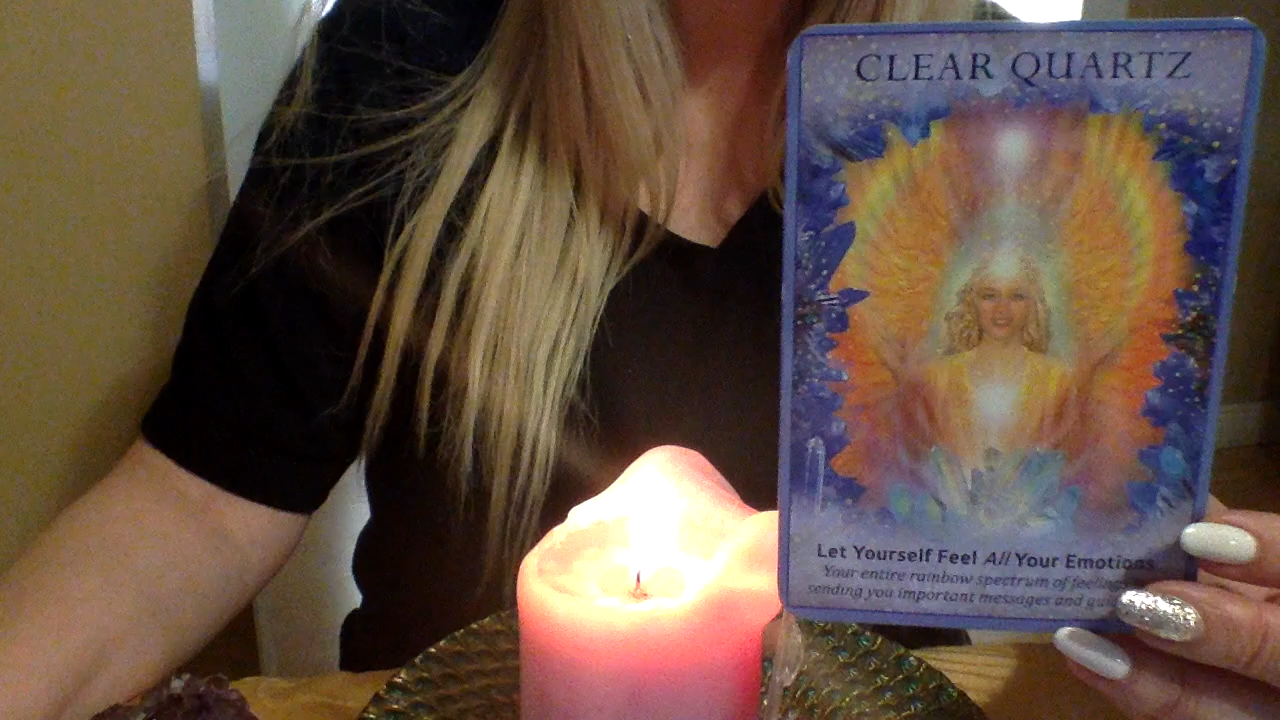 CLEAR QUARTZ
Let Yourself Feel All Your Emotions
Your entire rainbow spectrum of feelings
sending you important messages and